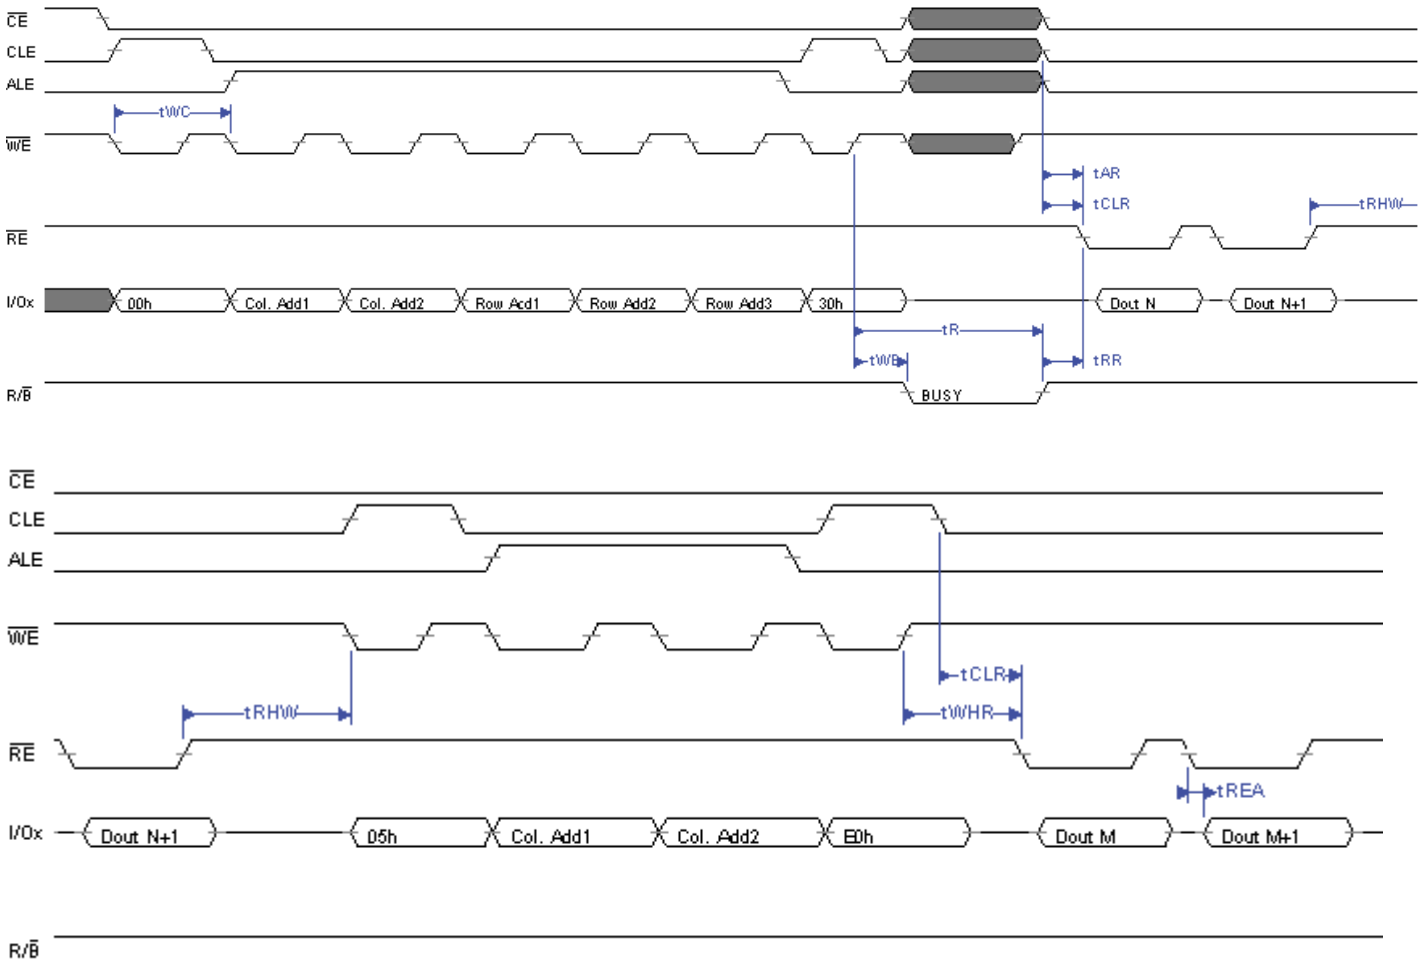 CE
CLE
ALE
tWC
WE
tAR
tCLR
tRHW
RE
I/Ox 00h Col. Add1 Col. Add2 Row Add1 Row Add2 Row Add3 30h Dout N Dout N+1
tR
tWB tRR
R/B BUSY
CE
CLE
ALE
WE
tCLR
tRHW tWHR
RE
tREA
I/Ox Dout N+1 05h Col. Add1 Col. Add2 E0h Dout M Dout M+1
R/B